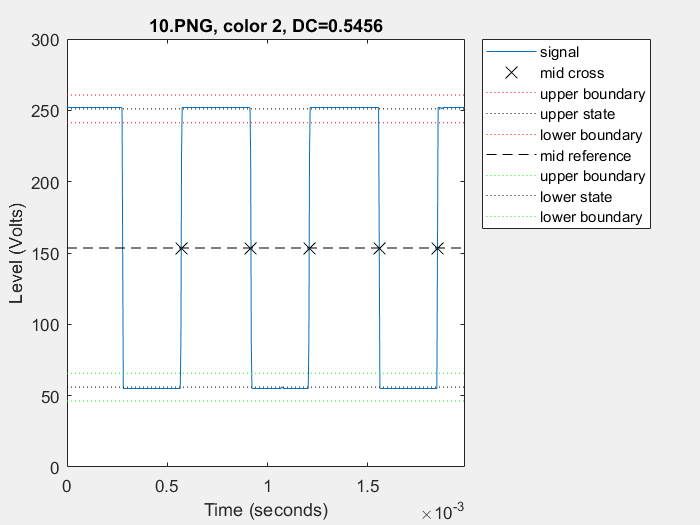 10.PNG, color 2, DC=0.5456
300
250
200
150
100
50
0
Level (Volts)
0 0.5 1 1.5
Time (seconds)
×10-3
signal
mid cross
upper boundary
upper state
lower boundary
mid reference
upper boundary
lower state
lower boundary